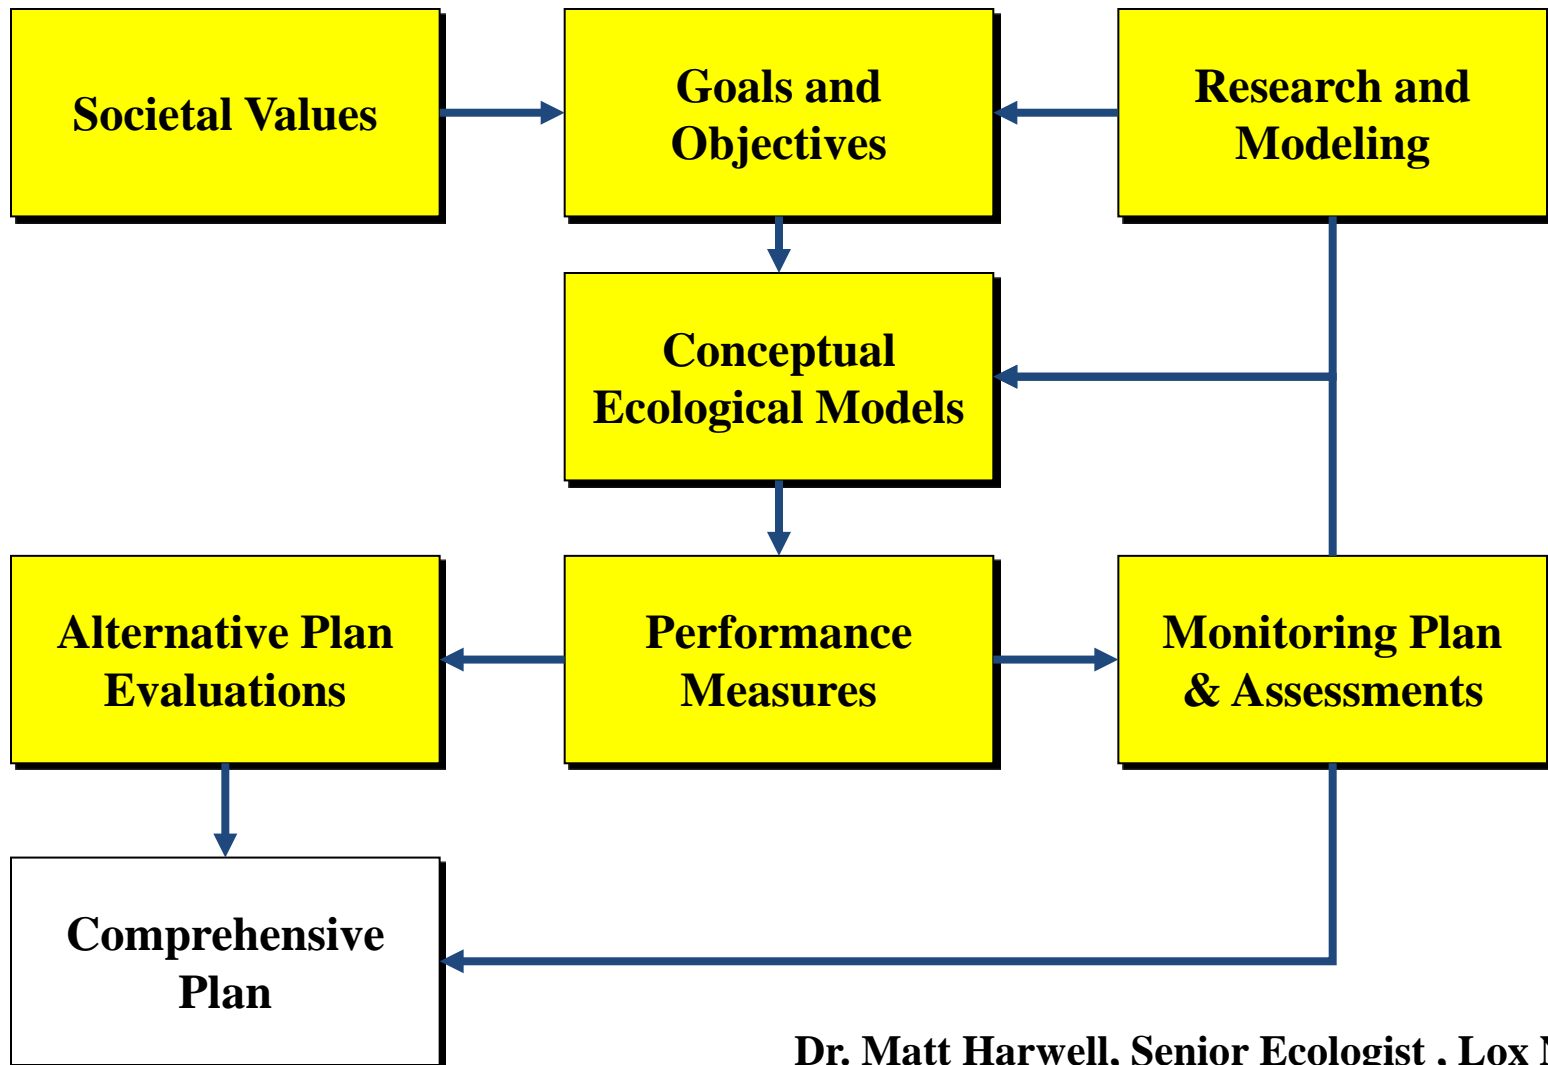 Societal Values
Goals and
Objectives
Research and
Modeling
Conceptual
Ecological Models
Alternative Plan
Evaluations
Performance
Measures
Monitoring Plan
& Assessments
Comprehensive
Plan
Dr. Matt Harwell, Senior Ecologist , Lox